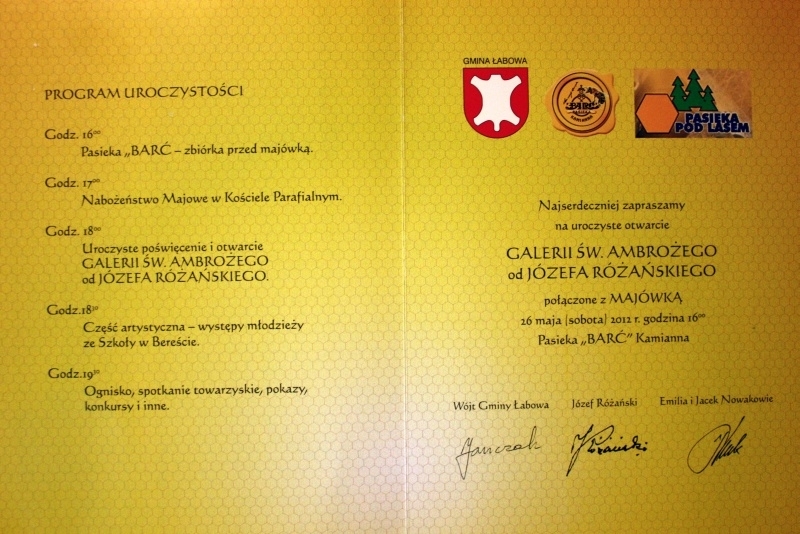 PROGRAM UROCZYSTOŚCI
Godz. 16⁰⁰
Pasieka „BARĆ – zbiórka przed majówką.
Godz. 17⁰⁰
Nabożeństwo Majowe w Kościele Parafialnym.
Godz. 18⁰⁰
Uroczyste poświęcenie i otwarcie
GALERII ŚW. AMBROŻEGO
od JÓZEFA RÓŻAŃSKIEGO.
Godz.18³⁰
Część artystyczna – występy młodzieży
ze Szkoły w Bereście.
Godz.19³⁰
Ognisko, spotkanie towarzyskie, pokazy,
konkursy i inne.
GMINA ŁABOWA
BARĆ
KAMIANNA
PASIEKA
POD LASEM
Najserdeczniej zapraszamy
na uroczyste otwarcie
GALERII ŚW. AMBROŻEGO
od JÓZEFA RÓŻAŃSKIEGO
połączone z MAJÓWKĄ
26 maja (sobota) 2012 r. godzina 16⁰⁰
Pasieka „BARĆ” Kamianna
Wójt Gminy Łabowa
Józef Różański
Emilia i Jacek Nowakowie
Janczak